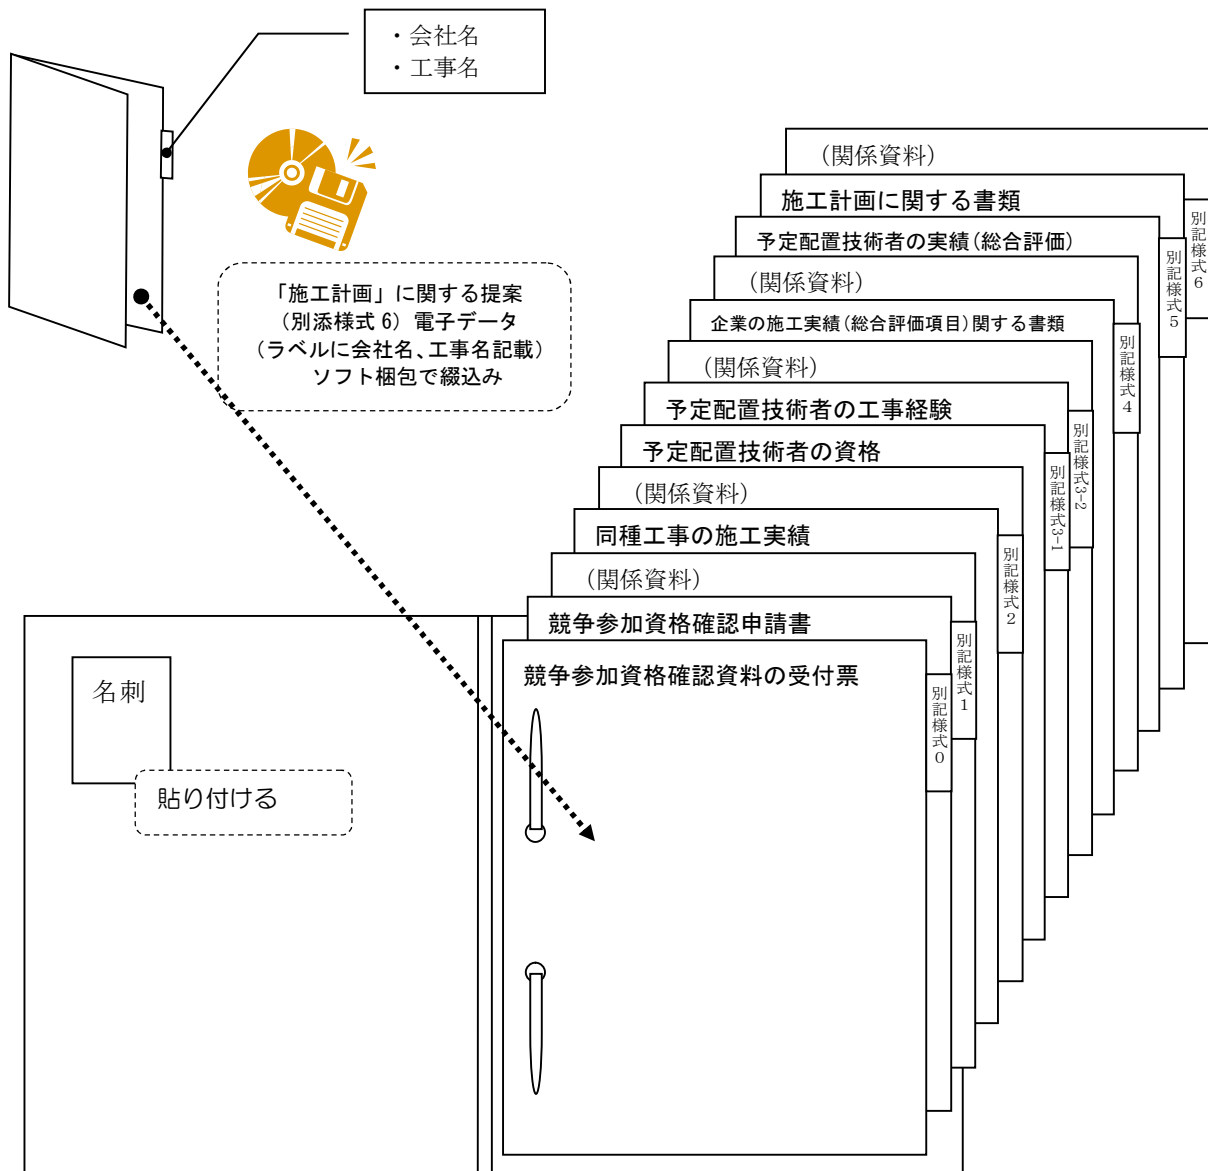 ・会社名
・工事名
「施工計画」に関する提案
（別添様式 6）電子データ
（ラベルに会社名、工事名記載）
ソフト梱包で綴込み
（関係資料）
施工計画に関する書類
別記様式6
予定配置技術者の実績（総合評価）
別記様式5
（関係資料）
企業の施工実績（総合評価項目）関する書類
別記様式4
（関係資料）
予定配置技術者の工事経験
別記様式3-2
予定配置技術者の資格
別記様式3-1
（関係資料）
同種工事の施工実績
別記様式2
（関係資料）
競争参加資格確認申請書
別記様式1
競争参加資格確認資料の受付票
別記様式0
名刺
貼り付ける